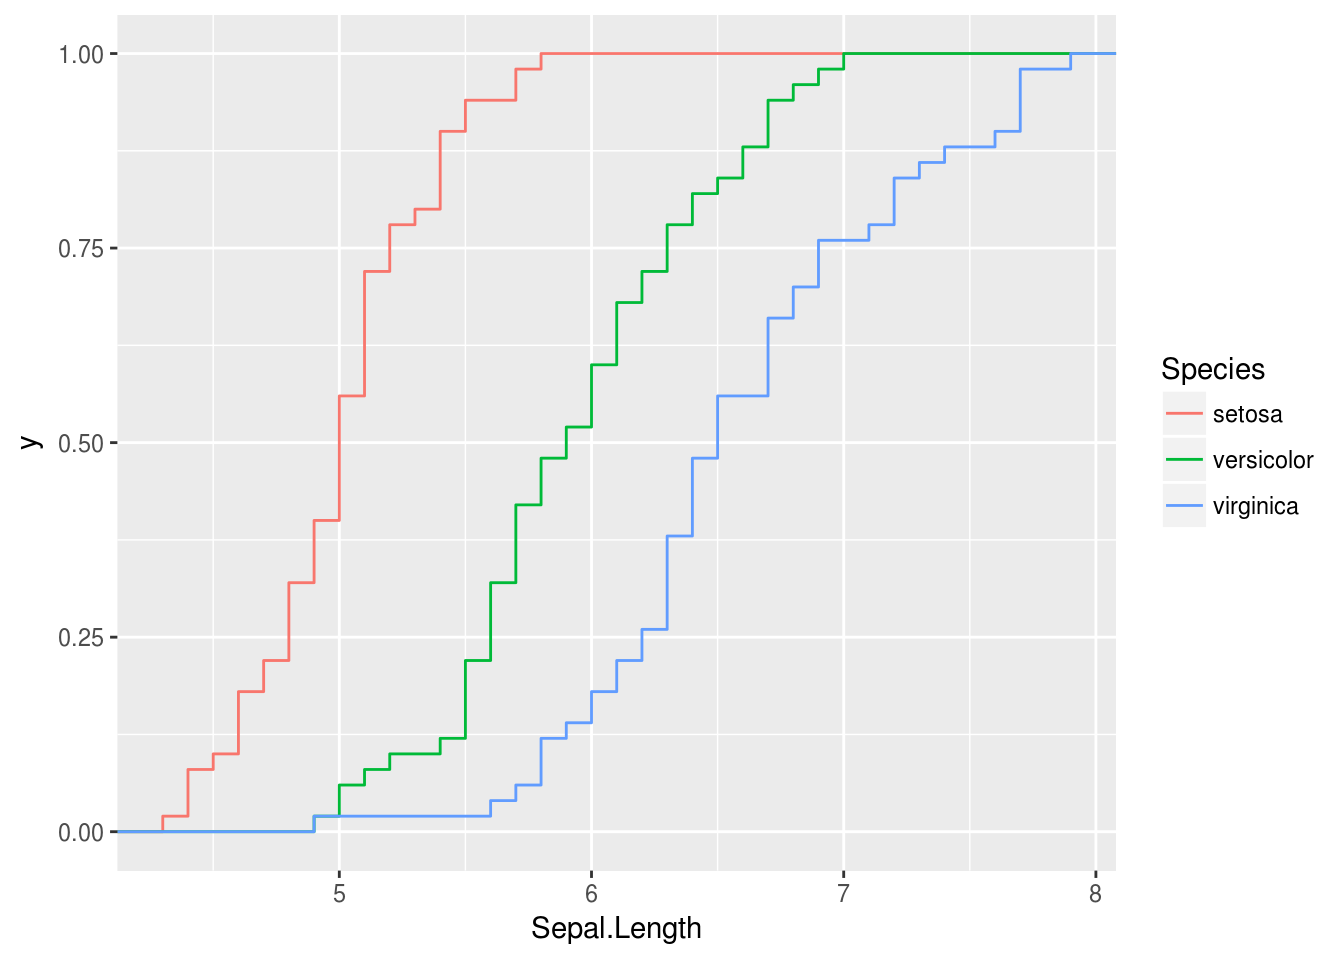 1.00
0.75
0.50
0.25
0.00
y
5 6 7 8
Sepal.Length
Species
setosa
versicolor
virginica